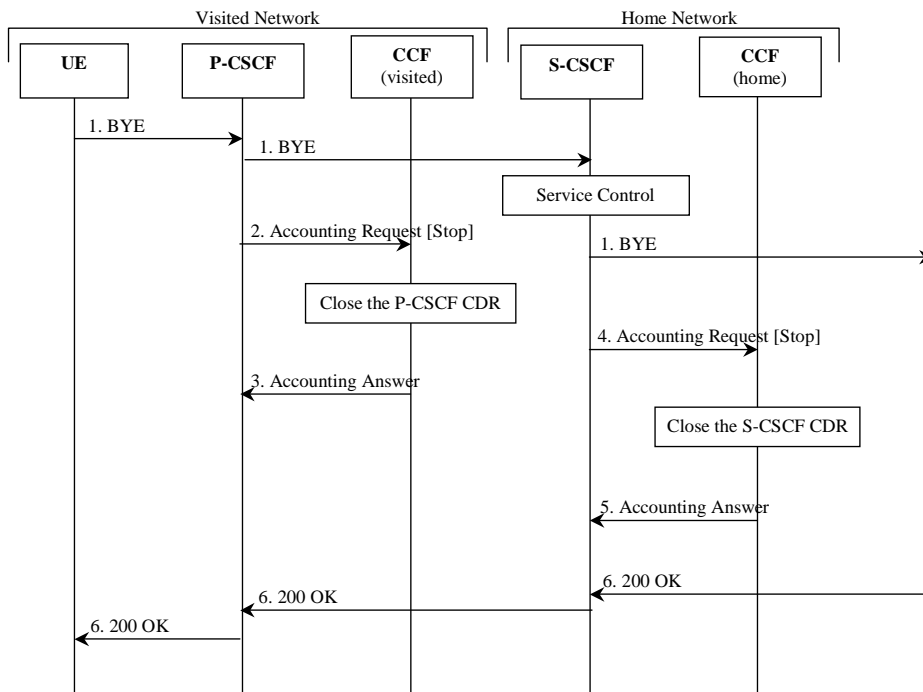 Visited Network
Home Network
UE
P-CSCF
CCF
(visited)
S-CSCF
CCF
(home)
1. BYE
1. BYE
Service Control
2. Accounting Request [Stop]
1. BYE
Close the P-CSCF CDR
4. Accounting Request [Stop]
3. Accounting Answer
Close the S-CSCF CDR
5. Accounting Answer
6. 200 OK
6. 200 OK
6. 200 OK